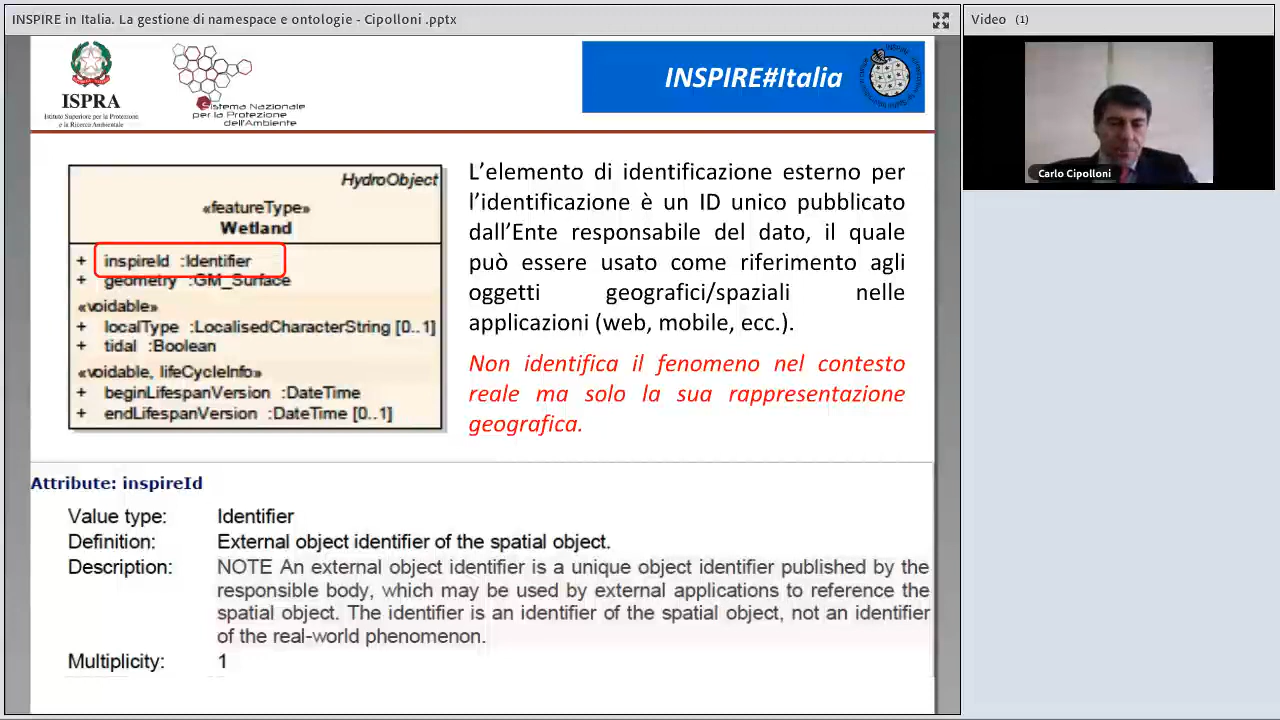 INSPIRE in Italia. La gestione di namespace e ontologie - Cipolloni .pptx
Video (1)
ISPRA
Istituto Superiore per la Protezione
e la Ricerca Ambientale
Sistema Nazionale
per la Protezione
dell'Ambiente
INSPIRE#Italia
Carlo Cipolloni
HydroObject
«featureType»
Wetland
+ inspireId :Identifier
+ geometry :GM_Surface
«voidable»
+ localType :LocalisedCharacterString [0..1]
+ tidal :Boolean
«voidable, lifeCycleInfo»
+ beginLifespanVersion :DateTime
+ endLifespanVersion :DateTime [0..1]
L'elemento di identificazione esterno per
l'identificazione è un ID unico pubblicato
dall'Ente responsabile del dato, il quale
può essere usato come riferimento agli
oggetti geografici/spaziali nelle
applicazioni (web, mobile, ecc.).
Non identifica il fenomeno nel contesto
reale ma solo la sua rappresentazione
geografica.
Attribute: inspireId
Value type: Identifier
Definition: External object identifier of the spatial object.
Description: NOTE An external object identifier is a unique object identifier published by the
responsible body, which may be used by external applications to reference the
spatial object. The identifier is an identifier of the spatial object, not an identifier
of the real-world phenomenon.
Multiplicity: 1